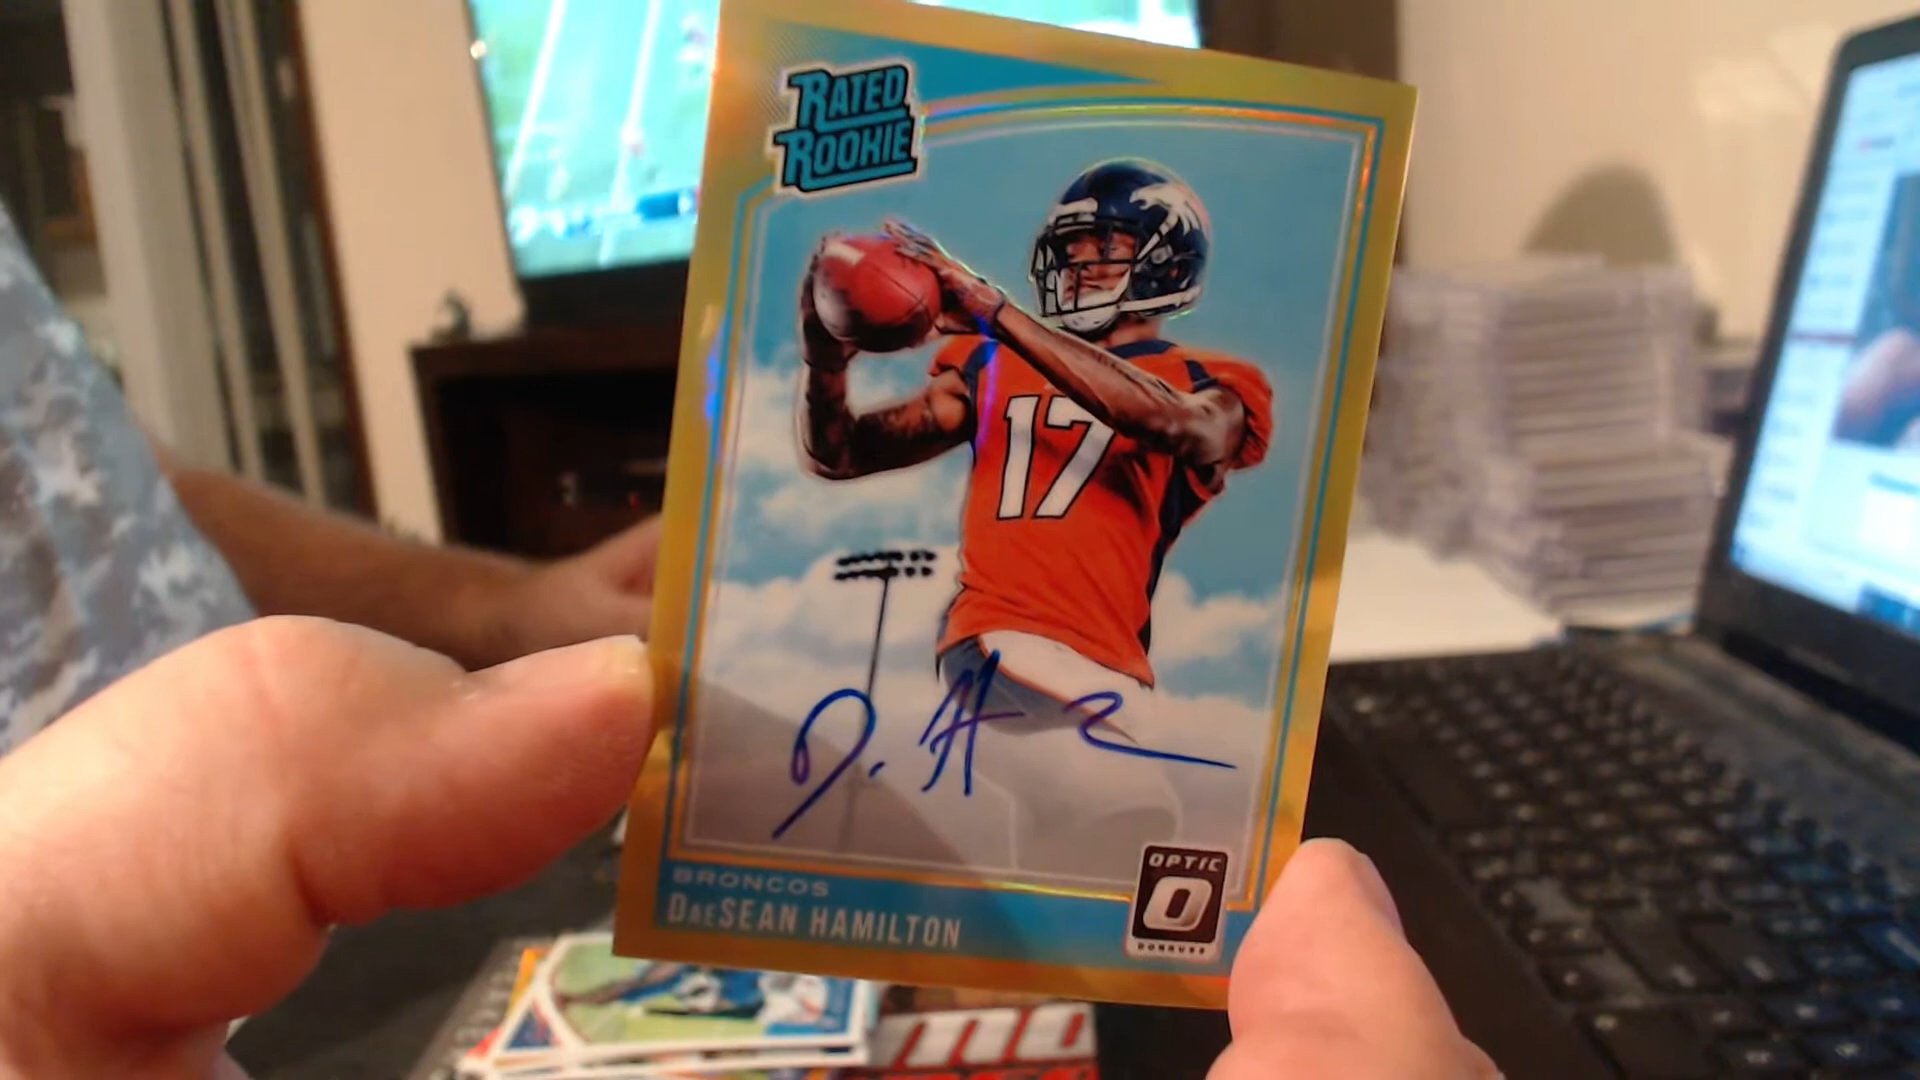 RATED
ROOKIE
17
D. H
BRONCOS
DAESEAN HAMILTON
OPTIC
O
DONRUSS